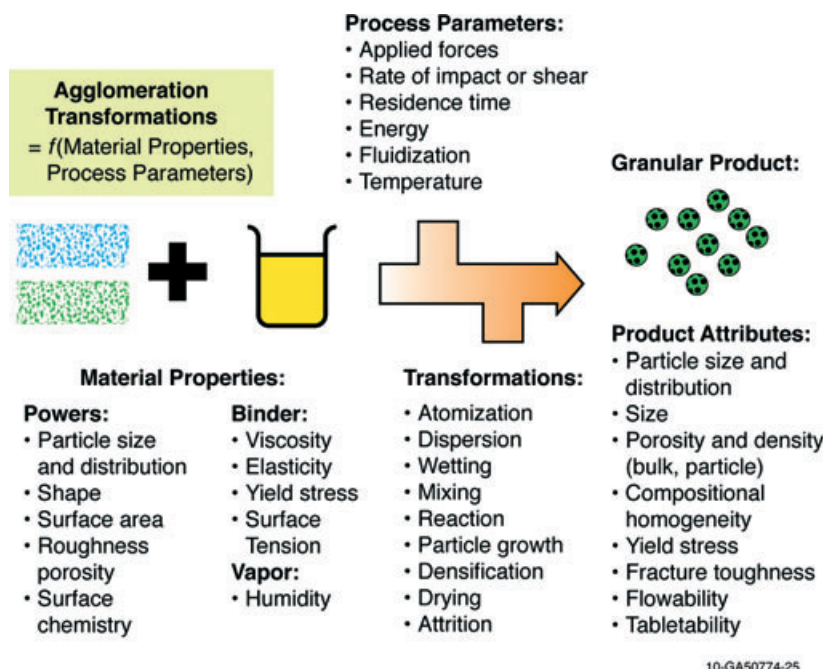 Agglomeration
Transformations
= f(Material Properties,
Process Parameters)
Process Parameters:
• Applied forces
• Rate of impact or shear
• Residence time
• Energy
• Fluidization
• Temperature
Granular Product:
Material Properties:
Powers:
• Particle size
and distribution
• Shape
• Surface area
• Roughness
porosity
• Surface
chemistry
Binder:
• Viscosity
• Elasticity
• Yield stress
• Surface
Tension
Vapor:
• Humidity
Transformations:
• Atomization
• Dispersion
• Wetting
• Mixing
• Reaction
• Particle growth
• Densification
• Drying
• Attrition
Product Attributes:
• Particle size and
distribution
• Size
• Porosity and density
(bulk, particle)
• Compositional
homogeneity
• Yield stress
• Fracture toughness
• Flowability
• Tabletability
10-GA50774-25